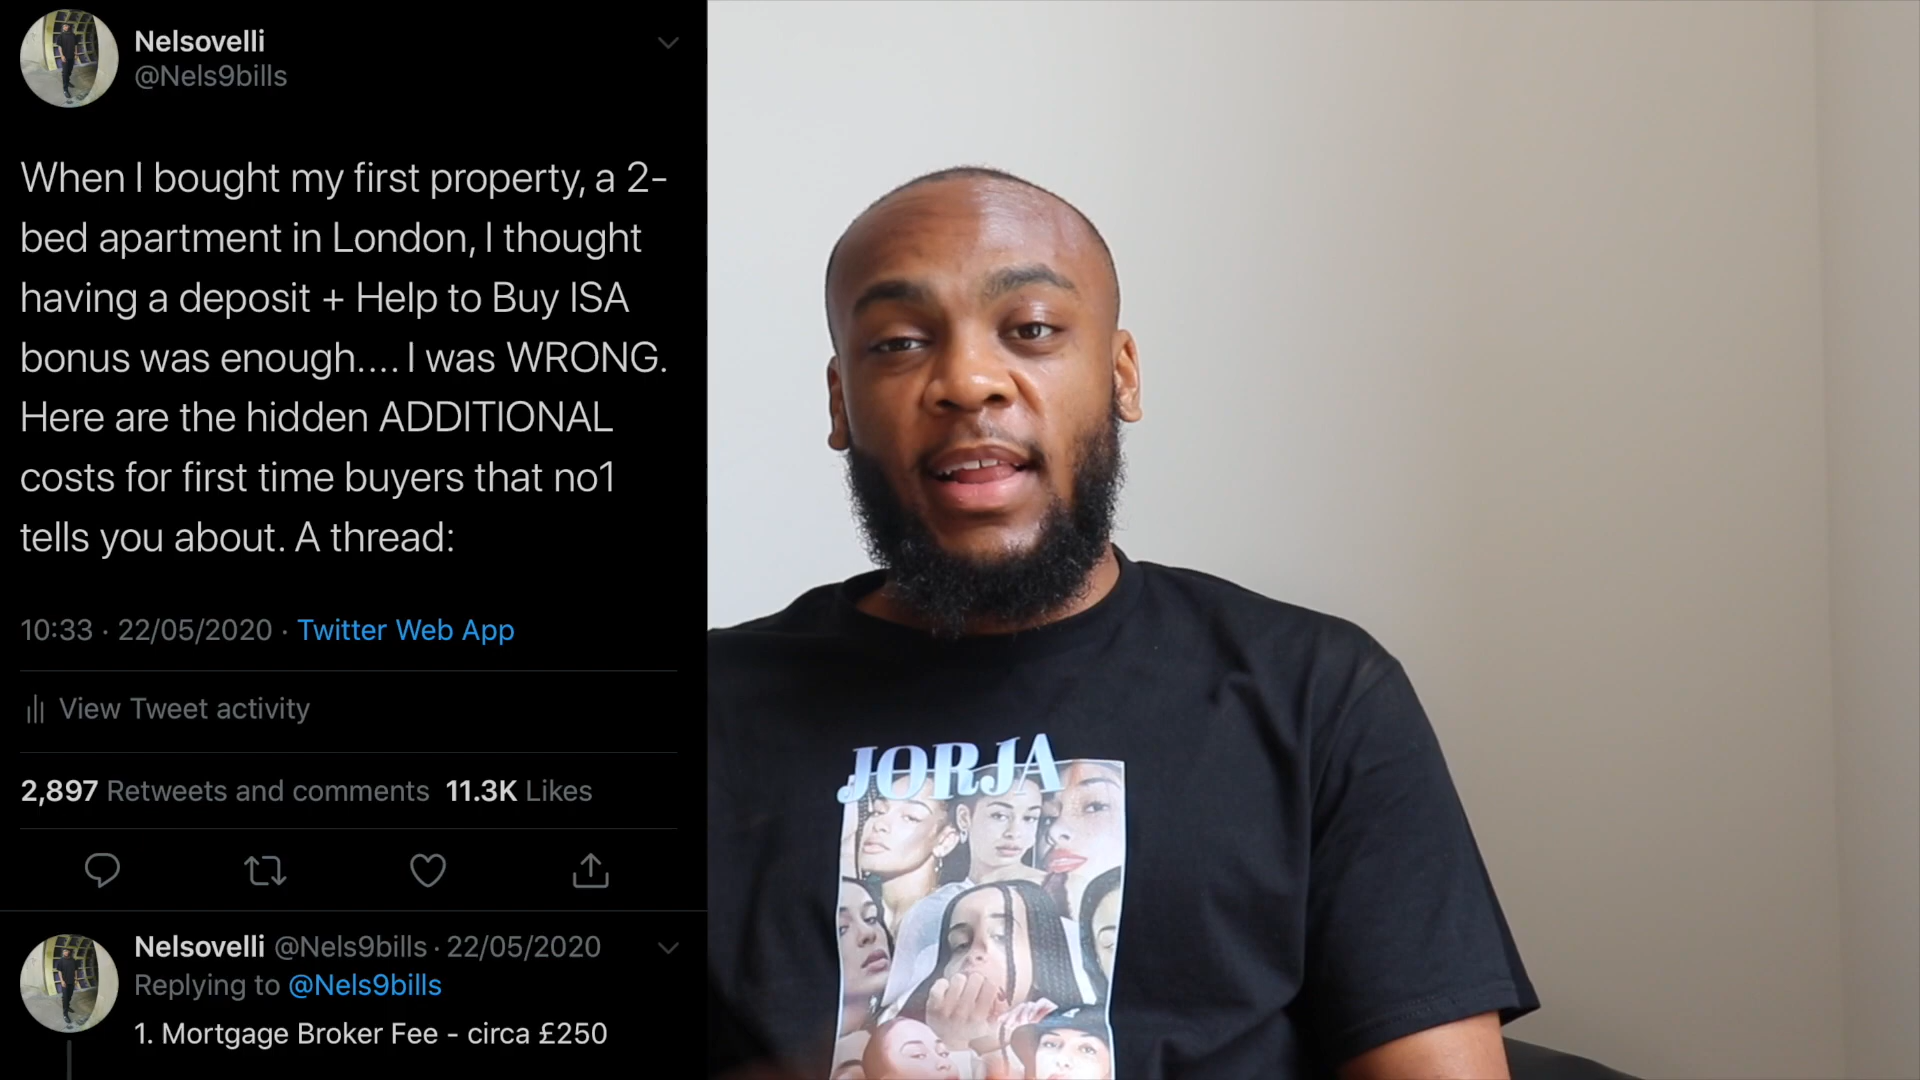 Nelsovelli
@Nels9bills
When I bought my first property, a 2-
bed apartment in London, I thought
having a deposit + Help to Buy ISA
bonus was enough.... I was WRONG.
Here are the hidden ADDITIONAL
costs for first time buyers that no1
tells you about. A thread:
10:33 · 22/05/2020 · Twitter Web App
View Tweet activity
2,897 Retweets and comments 11.3K Likes
Nelsovelli @Nels9bills · 22/05/2020
Replying to @Nels9bills
1. Mortgage Broker Fee - circa £250
JORJA